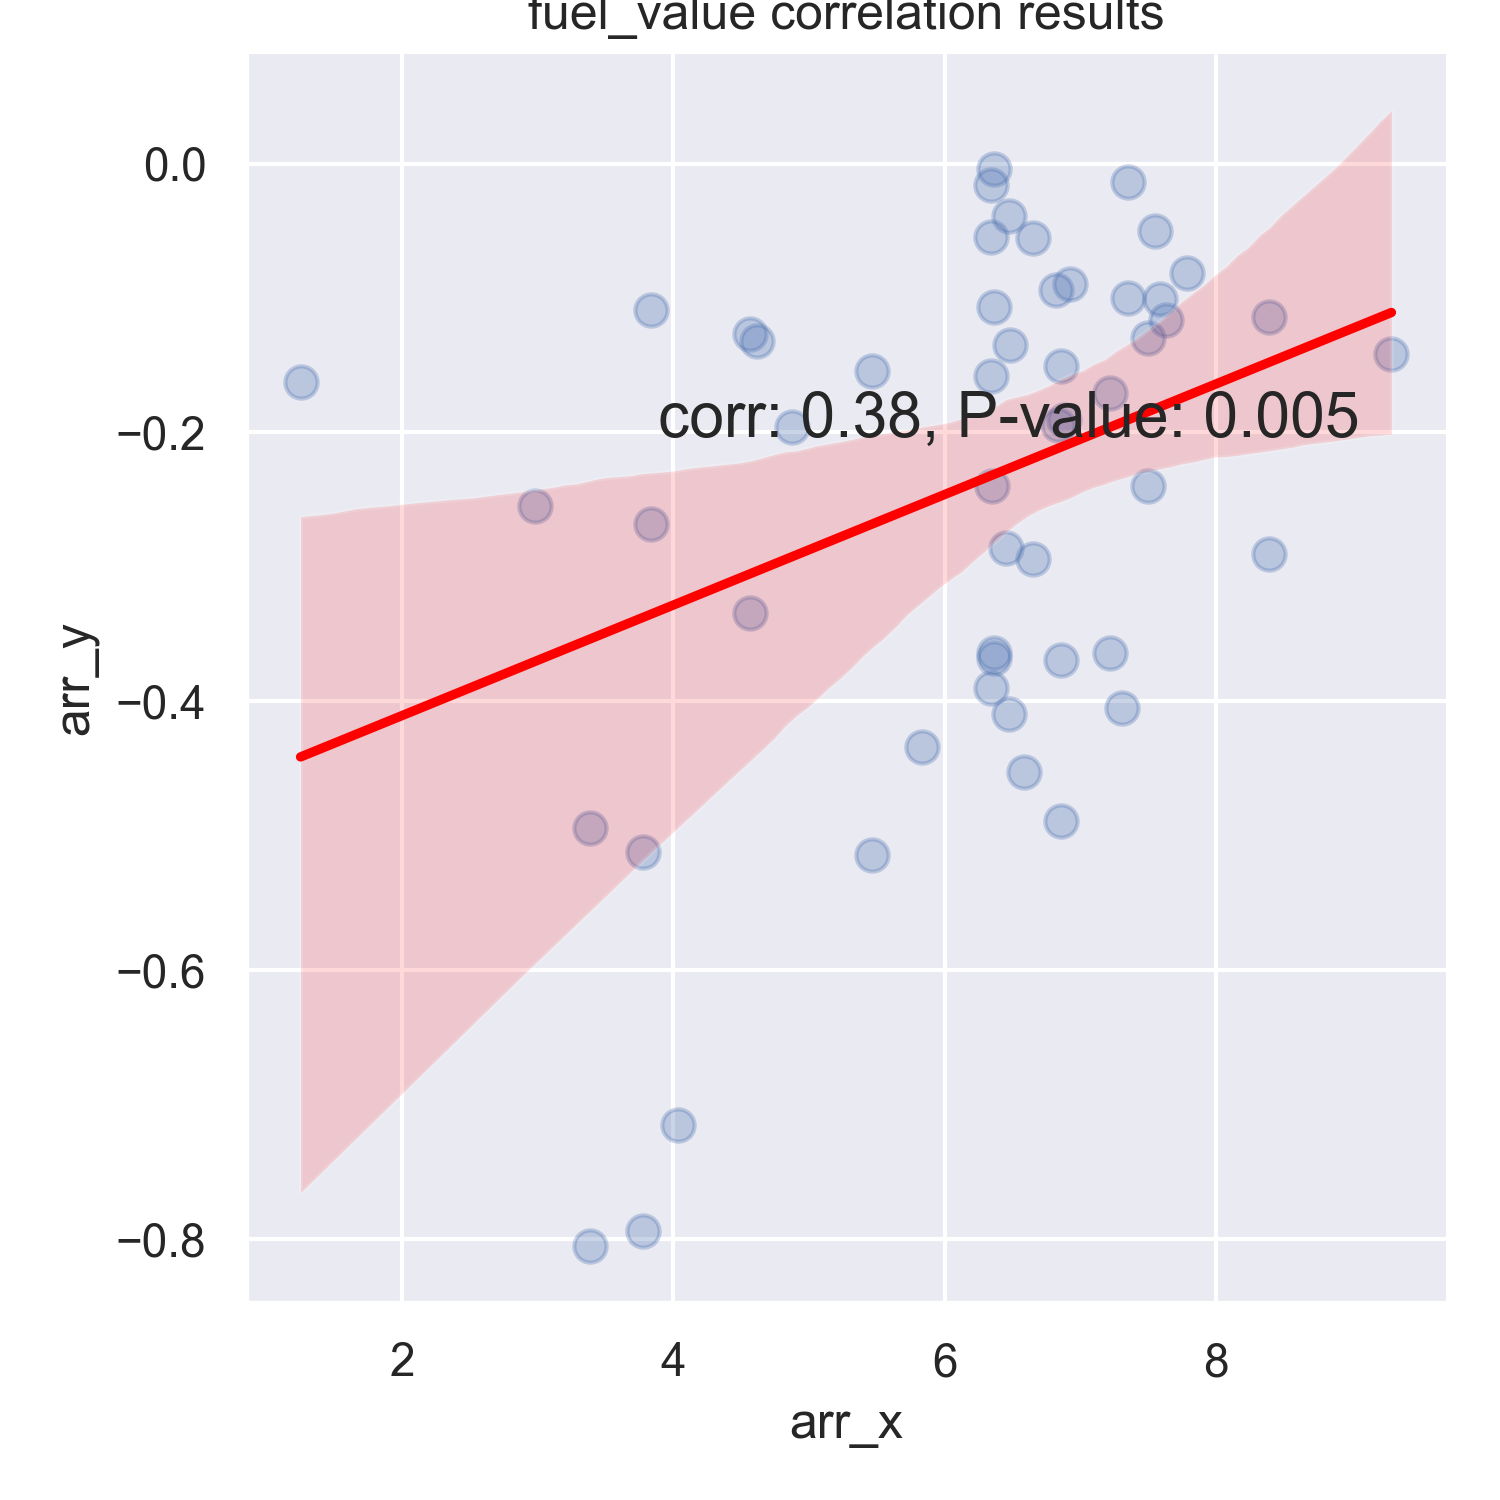 fuel_value correlation results
0.0
−0.2
−0.4
−0.6
−0.8
corr: 0.38, P-value: 0.005
arr_y
2 4 6 8
arr_x